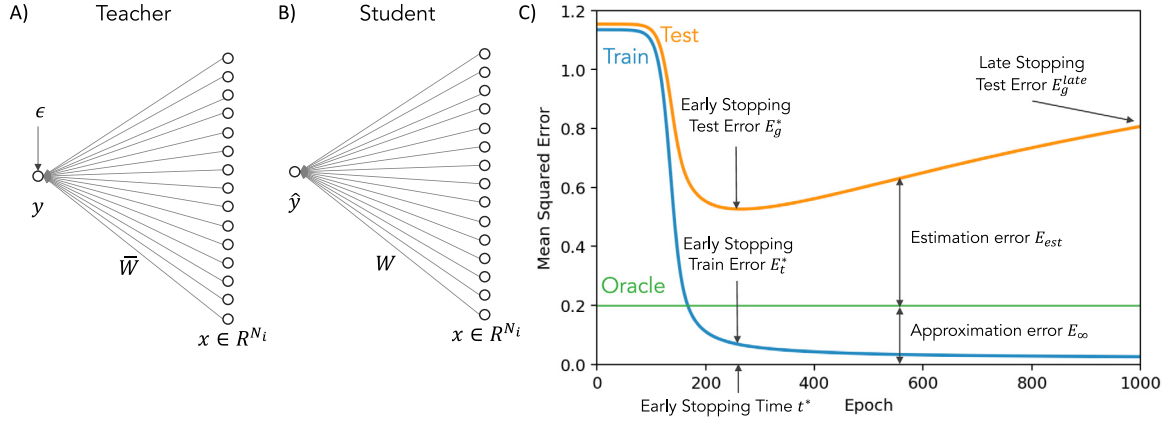 A)
Teacher
ϵ
y
W̄
x ∈ R^{N_i}
B)
Student
ŷ
W
x ∈ R^{N_i}
C)
1.2
1.0
0.8
0.6
0.4
0.2
0.0
Mean Squared Error
Test
Train
Early Stopping
Test Error E_g^*
Late Stopping
Test Error E_g^{late}
Early Stopping
Train Error E_t^*
Estimation error E_{est}
Oracle
Approximation error E_∞
0
200
400
600
800
1000
Early Stopping Time t^*
Epoch